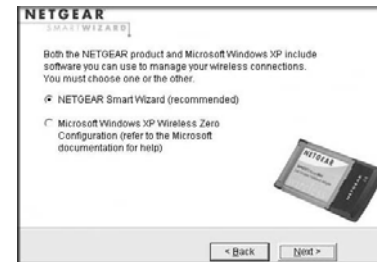 NETGEAR
SMARTWIZARD
Both the NETGEAR product and Microsoft Windows XP include
software you can use to manage your wireless connections.
You must choose one or the other.
NETGEAR Smart Wizard (recommended)
Microsoft Windows XP Wireless Zero
Configuration (refer to the Microsoft
documentation for help)
NETGEAR
< Back
Next >